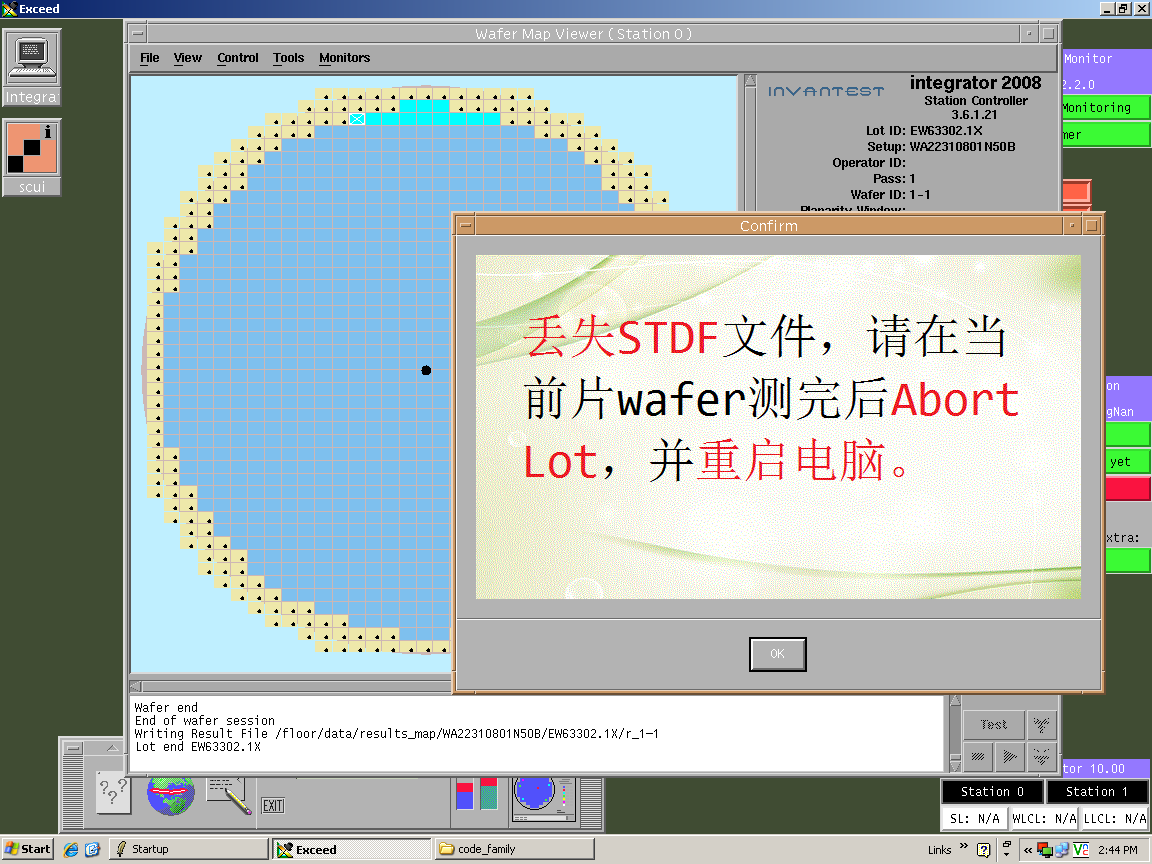 Exceed
Integra
scui
Wafer Map Viewer ( Station 0 )
File View Control Tools Monitors
INVANTEST
integrator 2008
Station Controller
3.6.1.21
Lot ID: EW63302.1X
Setup: WA22310801N50B
Operator ID:
Pass: 1
Wafer ID: 1-1
Planarity Window:
Monitor
2.2.0
Monitoring
mer
Confirm
丢失STDF文件，请在当
前片wafer测完后Abort
Lot，并重启电脑。
OK
on
gNan
yet
xtra:
Wafer end
End of wafer session
Writing Result File /floor/data/results_map/WA22310801N50B/EW63302.1X/r_1-1
Lot end EW63302.1X
Test
EXIT
tor 10.00
Station 0 Station 1
SL: N/A WLCL: N/A LLCL: N/A
Start Startup Exceed code_family Links 2:44 PM